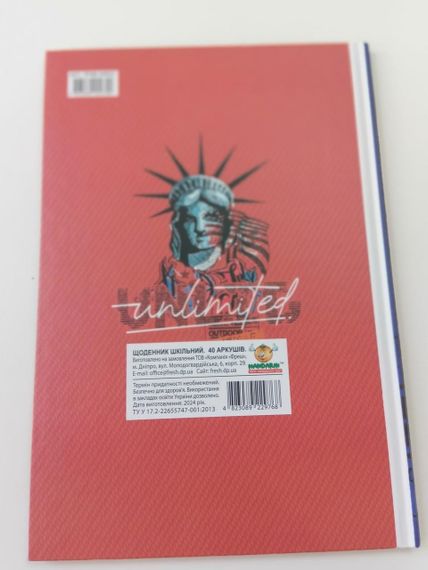 unlimited.
OUTDOOR
ЩОДЕННИК ШКІЛЬНИЙ. 40 АРКУШІВ.
Виготовлено на замовлення ТОВ «Компанія «Фреш»,
м. Дніпро, вул. Молодогвардійська, 6, корп. 29.
E-mail: office@fresh.dp.ua Сайт: fresh.dp.ua
MANDARIN
Термін придатності необмежений.
Безпечно для здоров'я. Використання
в закладах освіти України дозволено.
Дата виготовлення: 2024 рік.
ТУ У 17.2-22655747-001:2013
4 823089 229768